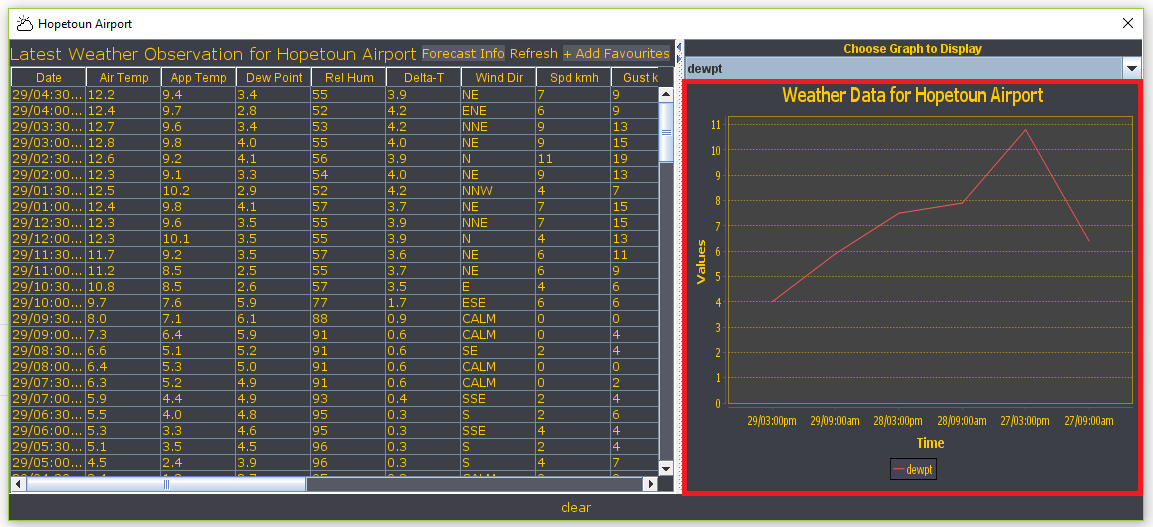 Hopetoun Airport
Latest Weather Observation for Hopetoun Airport Forecast Info Refresh + Add Favourites
Date Air Temp App Temp Dew Point Rel Hum Delta-T Wind Dir Spd kmh Gust k
29/04:30... 12.2 9.4 3.4 55 3.9 NE 7 9
29/04:00... 12.4 9.7 2.8 52 4.2 ENE 6 9
29/03:30... 12.7 9.6 3.4 53 4.2 NNE 9 13
29/03:00... 12.8 9.8 4.0 55 4.0 NE 9 15
29/02:30... 12.6 9.2 4.1 56 3.9 N 11 19
29/02:00... 12.3 9.1 3.3 54 4.0 NE 9 13
29/01:30... 12.5 10.2 2.9 52 4.2 NNW 4 7
29/01:00... 12.4 9.8 4.1 57 3.7 NE 7 15
29/12:30... 12.3 9.6 3.5 55 3.9 NNE 7 15
29/12:00... 12.3 10.1 3.5 55 3.9 N 4 13
29/11:30... 11.7 9.2 3.5 57 3.6 NE 6 11
29/11:00... 11.2 8.5 2.5 55 3.7 NE 6 9
29/10:30... 10.8 8.5 2.6 57 3.5 E 4 6
29/10:00... 9.7 7.6 5.9 77 1.7 ESE 6 6
29/09:30... 8.0 7.1 6.1 88 0.9 CALM 0 0
29/09:00... 7.3 6.4 5.9 91 0.6 CALM 0 4
29/08:30... 6.6 5.1 5.2 91 0.6 SE 2 4
29/08:00... 6.4 5.3 5.0 91 0.6 CALM 0 0
29/07:30... 6.3 5.2 4.9 91 0.6 CALM 0 2
29/07:00... 5.9 4.4 4.9 93 0.4 SSE 2 4
29/06:30... 5.5 4.0 4.8 95 0.3 S 2 6
29/06:00... 5.3 3.3 4.6 95 0.3 SSE 4 4
29/05:30... 5.1 3.5 4.5 96 0.3 S 2 4
29/05:00... 4.5 2.4 3.9 96 0.3 S 4 7
Choose Graph to Display
dewpt
Weather Data for Hopetoun Airport
11
10
9
8
7
6
5
4
3
2
1
0
Values
29/03:00pm 29/09:00am 28/03:00pm 28/09:00am 27/03:00pm 27/09:00am
Time
dewpt
clear